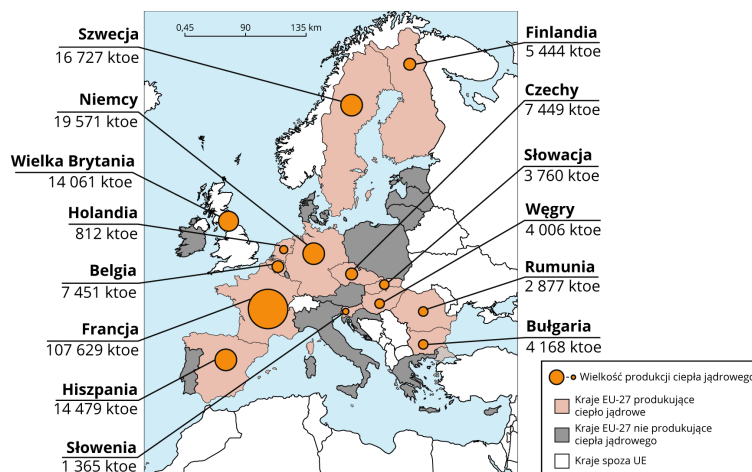 0,45 90 135 km
Szwecja
16 727 ktoe
Niemcy
19 571 ktoe
Wielka Brytania
14 061 ktoe
Holandia
812 ktoe
Belgia
7 451 ktoe
Francja
107 629 ktoe
Hiszpania
14 479 ktoe
Słowenia
1 365 ktoe
Finlandia
5 444 ktoe
Czechy
7 449 ktoe
Słowacja
3 760 ktoe
Węgry
4 006 ktoe
Rumunia
2 877 ktoe
Bułgaria
4 168 ktoe
Wielkość produkcji ciepła jądrowego
Kraje EU-27 produkujące
ciepło jądrowe
Kraje EU-27 nie produkujące
ciepła jądrowego
Kraje spoza UE